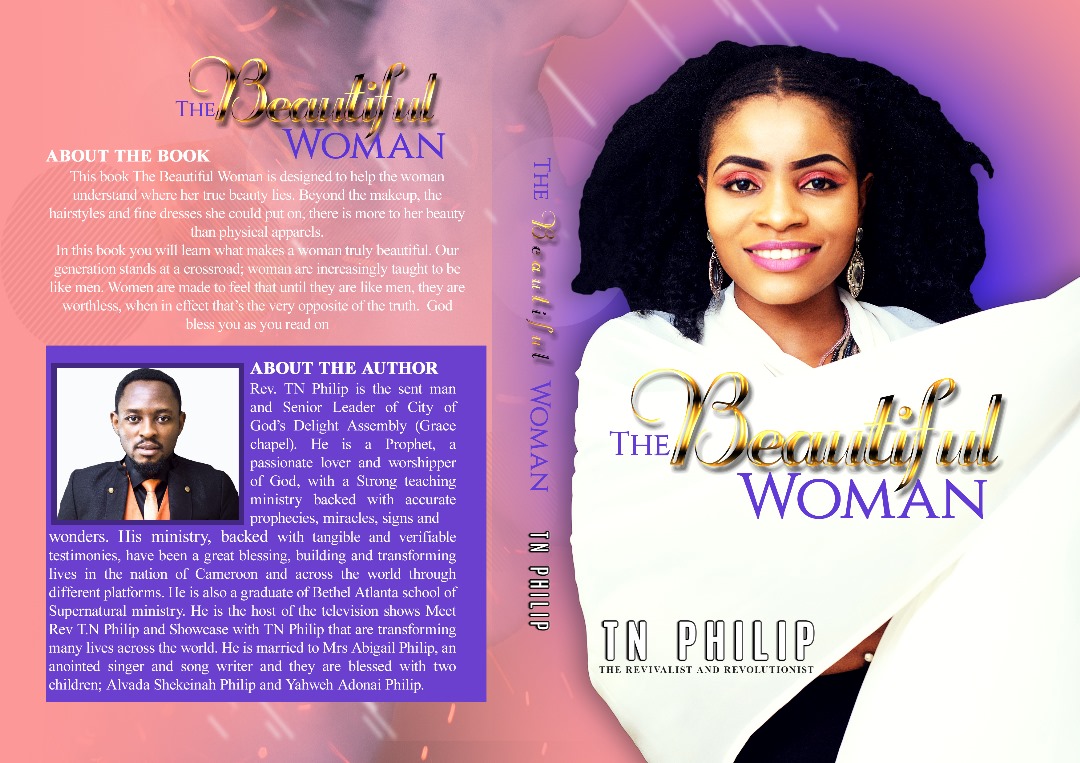 THE Beautiful
WOMAN
ABOUT THE BOOK
This book The Beautiful Woman is designed to help the woman
understand where her true beauty lies. Beyond the makeup, the
hairstyles and fine dresses she could put on, there is more to her beauty
than physical apparels.
In this book you will learn what makes a woman truly beautiful. Our
generation stands at a crossroad; woman are increasingly taught to be
like men. Women are made to feel that until they are like men, they are
worthless, when in effect that's the very opposite of the truth. God
bless you as you read on
ABOUT THE AUTHOR
Rev. TN Philip is the sent man
and Senior Leader of City of
God's Delight Assembly (Grace
chapel). He is a Prophet, a
passionate lover and worshipper
of God, with a Strong teaching
ministry backed with accurate
prophecies, miracles, signs and
wonders. His ministry, backed with tangible and verifiable
testimonies, have been a great blessing, building and transforming
lives in the nation of Cameroon and across the world through
different platforms. He is also a graduate of Bethel Atlanta school of
Supernatural ministry. He is the host of the television shows Meet
Rev T.N Philip and Showcase with TN Philip that are transforming
many lives across the world. He is married to Mrs Abigail Philip, an
anointed singer and song writer and they are blessed with two
children; Alvada Shekeinah Philip and Yahweh Adonai Philip.
THE Beautiful WOMAN TN PHILIP
THE Beautiful
WOMAN
TN PHILIP
THE REVIVALIST AND REVOLUTIONIST